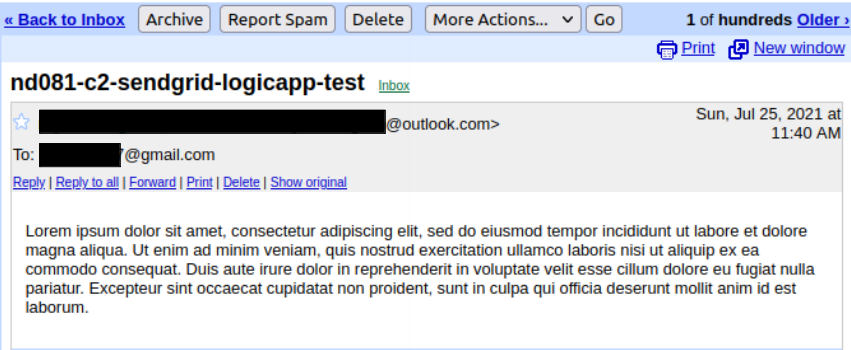 « Back to Inbox Archive Report Spam Delete More Actions... Go 1 of hundreds Older ›
Print New window
nd081-c2-sendgrid-logicapp-test Inbox
@outlook.com> Sun, Jul 25, 2021 at
11:40 AM
To: 7@gmail.com
Reply | Reply to all | Forward | Print | Delete | Show original
Lorem ipsum dolor sit amet, consectetur adipiscing elit, sed do eiusmod tempor incididunt ut labore et dolore
magna aliqua. Ut enim ad minim veniam, quis nostrud exercitation ullamco laboris nisi ut aliquip ex ea
commodo consequat. Duis aute irure dolor in reprehenderit in voluptate velit esse cillum dolore eu fugiat nulla
pariatur. Excepteur sint occaecat cupidatat non proident, sunt in culpa qui officia deserunt mollit anim id est
laborum.